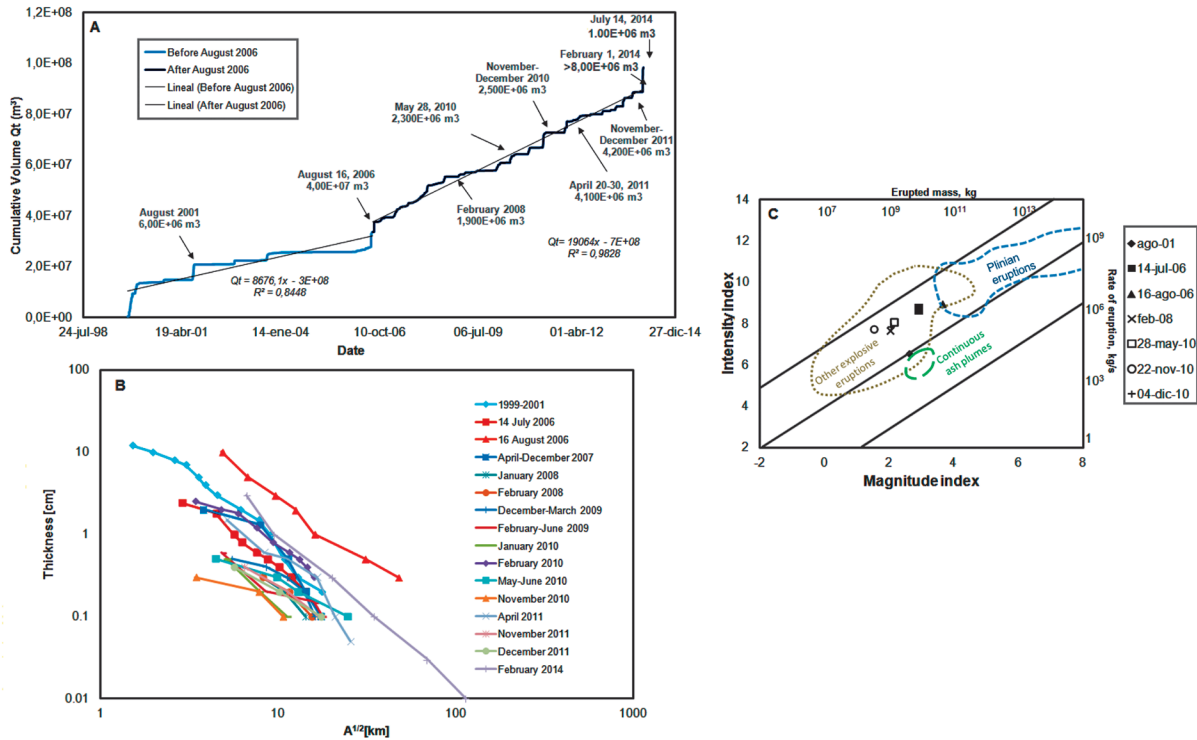 A
1,2E+08
1,0E+08
8,0E+07
6,0E+07
4,0E+07
2,0E+07
0,0E+00
Cumulative Volume Qt (m³)
24-jul-98
19-abr-01
14-ene-04
10-oct-06
06-jul-09
01-abr-12
27-dic-14
Date
Before August 2006
After August 2006
Lineal (Before August 2006)
Lineal (After August 2006)
August 2001
6,00E+06 m3
August 16, 2006
4,00E+07 m3
May 28, 2010
2,300E+06 m3
November-
December 2010
2,500E+06 m3
July 14, 2014
1.00E+06 m3
February 1, 2014
>8,00E+06 m3
November-
December 2011
4,200E+06 m3
April 20-30, 2011
4,100E+06 m3
February 2008
1,900E+06 m3
Qt = 8676,1x - 3E+08
R² = 0,8448
Qt= 19064x - 7E+08
R² = 0,9828
B
100
10
1
0.1
0.01
Thickness [cm]
1
10
100
1000
A¹/²[km]
1999-2001
14 July 2006
16 August 2006
April-December 2007
January 2008
February 2008
December-March 2009
February-June 2009
January 2010
February 2010
May-June 2010
November 2010
April 2011
November 2011
December 2011
February 2014
C
Erupted mass, kg
10⁷
10⁹
10¹¹
10¹³
14
12
10
8
6
4
2
Intensity index
-2
0
2
4
6
8
Magnitude index
10⁹
10⁶
10³
1
Rate of eruption, kg/s
Plinian
eruptions
Other explosive
eruptions
Continuous
ash plumes
ago-01
14-jul-06
16-ago-06
feb-08
28-may-10
22-nov-10
04-dic-10